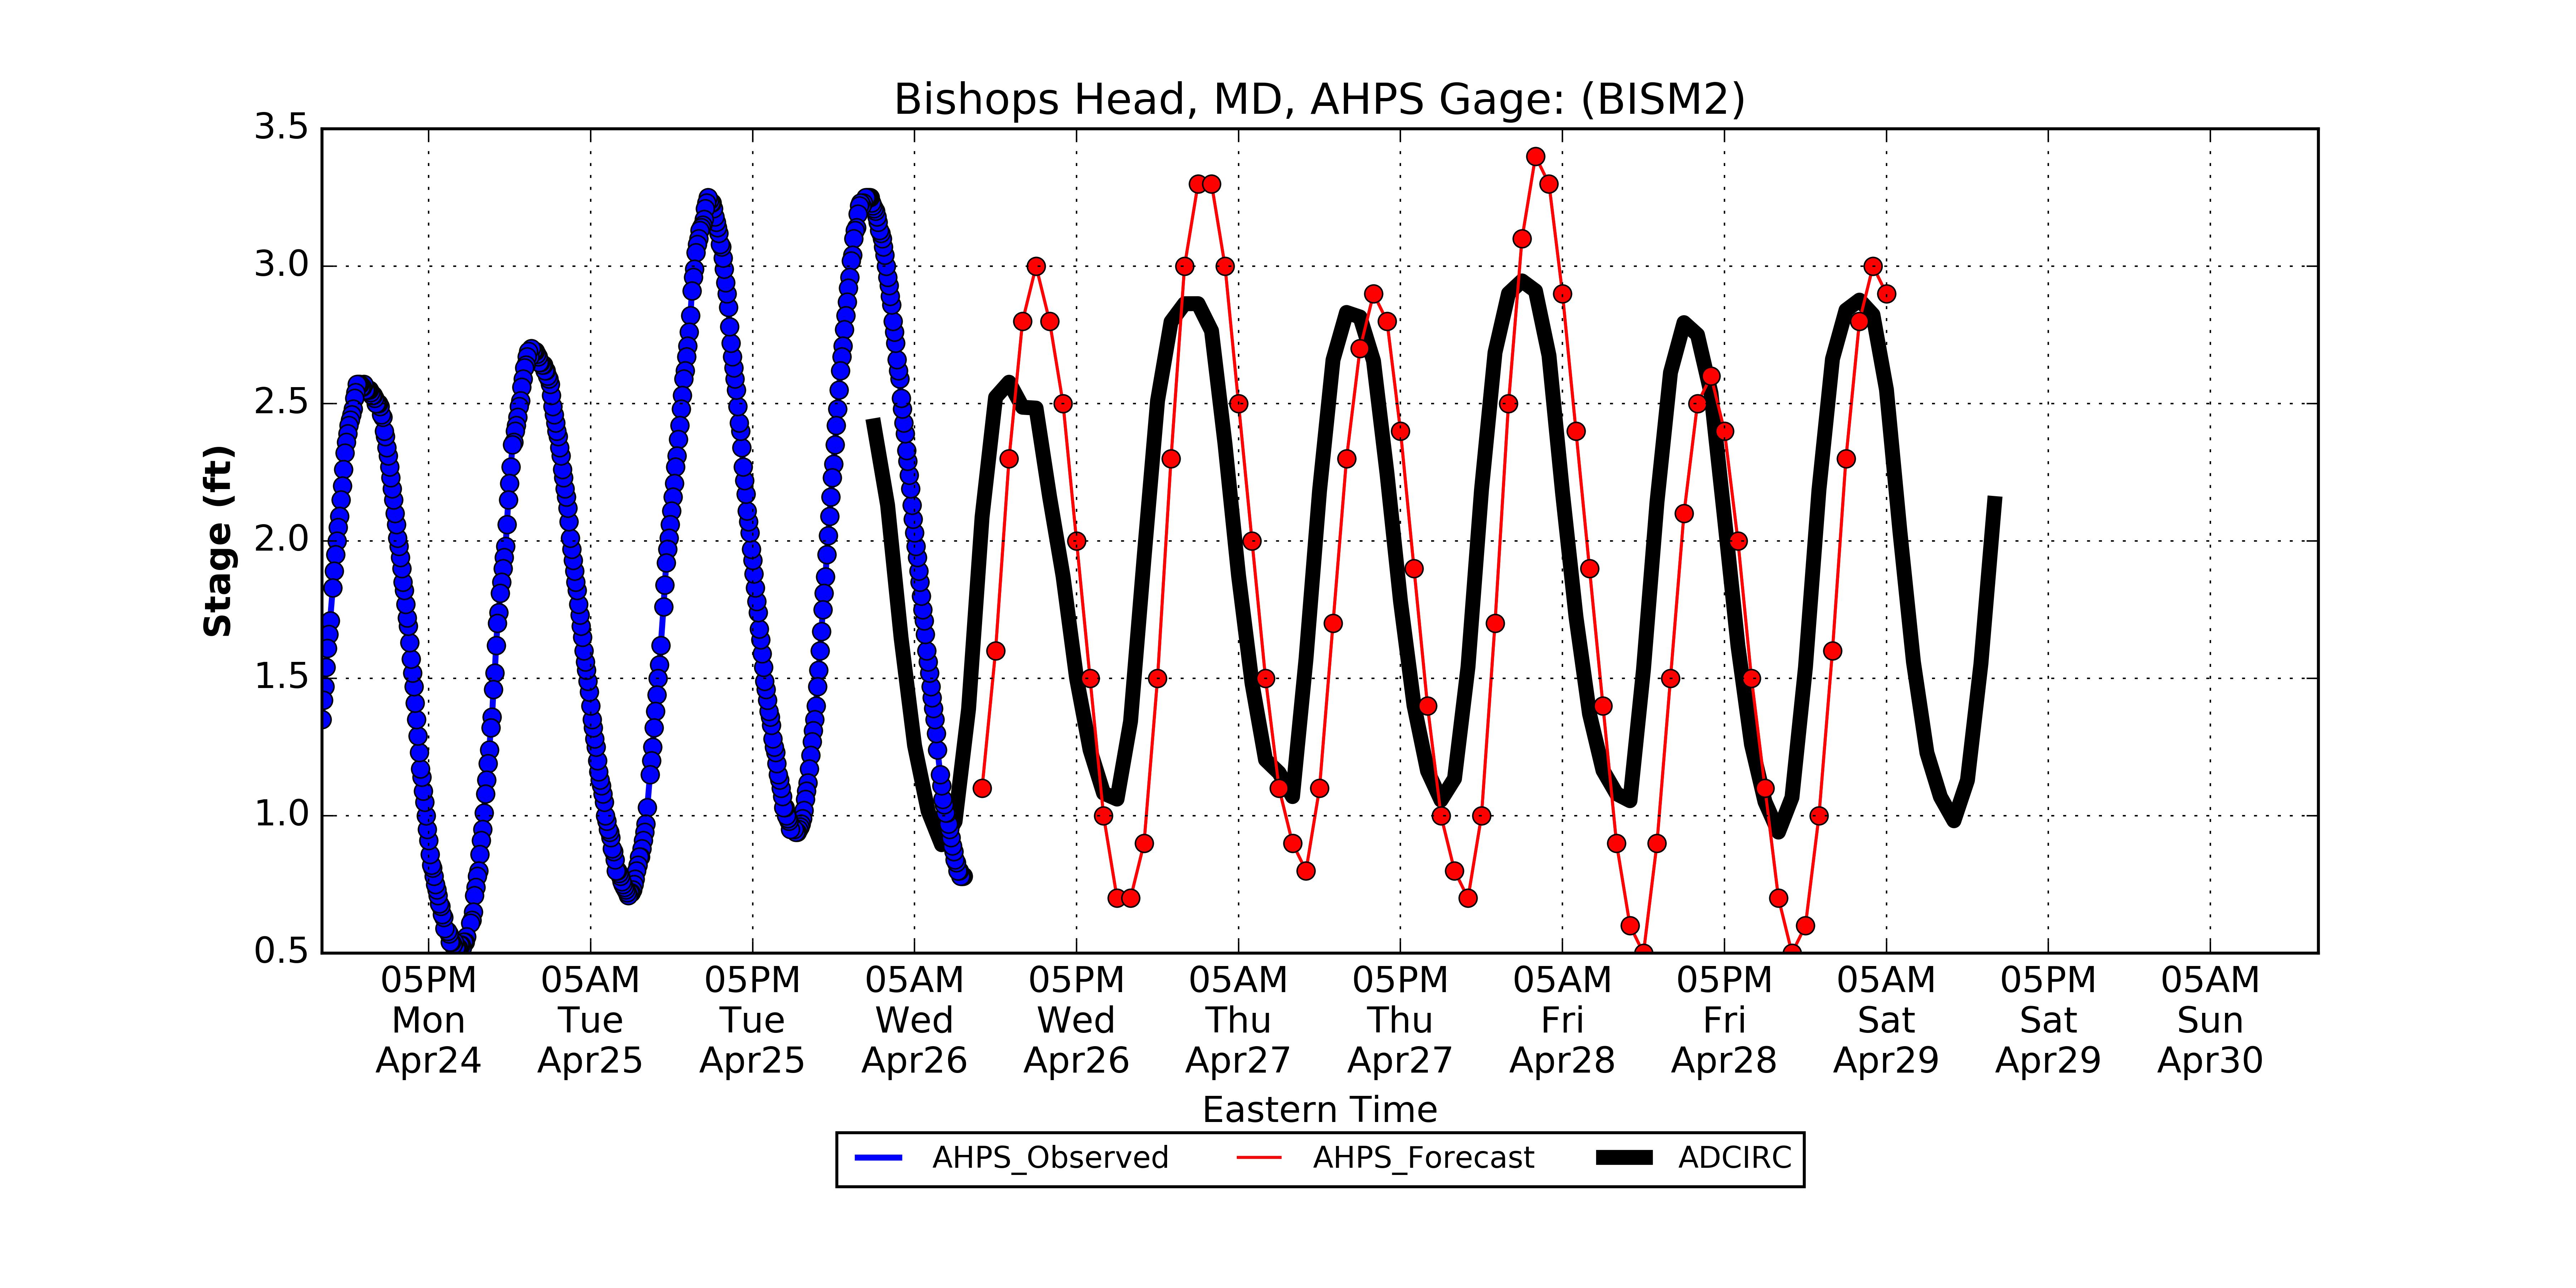 Bishops Head, MD, AHPS Gage: (BISM2)
3.5
3.0
2.5
2.0
1.5
1.0
0.5
Stage (ft)
05PM
Mon
Apr24
05AM
Tue
Apr25
05PM
Tue
Apr25
05AM
Wed
Apr26
05PM
Wed
Apr26
05AM
Thu
Apr27
05PM
Thu
Apr27
05AM
Fri
Apr28
05PM
Fri
Apr28
05AM
Sat
Apr29
05PM
Sat
Apr29
05AM
Sun
Apr30
Eastern Time
AHPS_Observed
AHPS_Forecast
ADCIRC